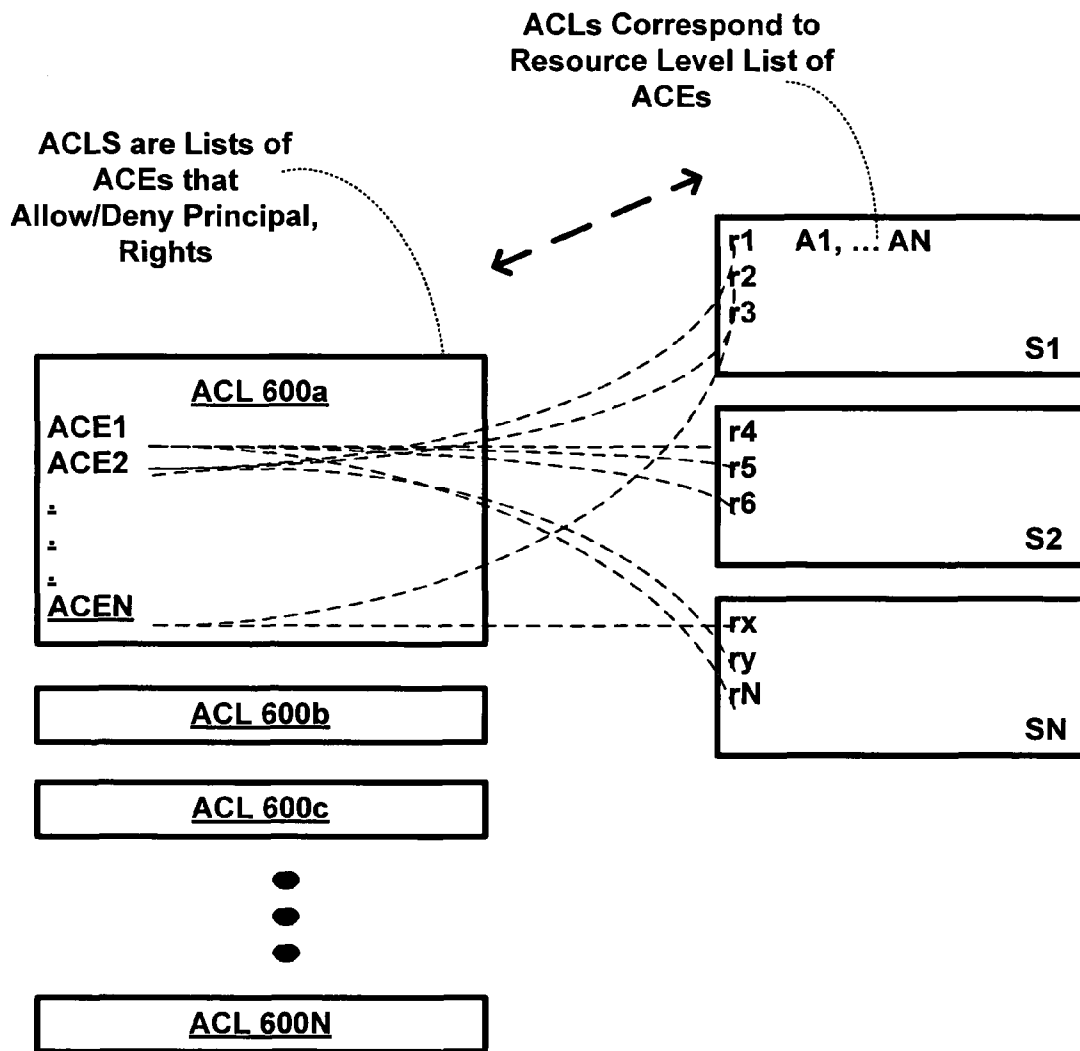 ACLs Correspond to
Resource Level List of
ACEs
ACLS are Lists of
ACEs that
Allow/Deny Principal,
Rights
r1 A1, ... AN
r2
r3
S1
ACL 600a
ACE1
ACE2
.
.
.
ACEN
r4
r5
r6
S2
rx
ry
rN
SN
ACL 600b
ACL 600c
ACL 600N